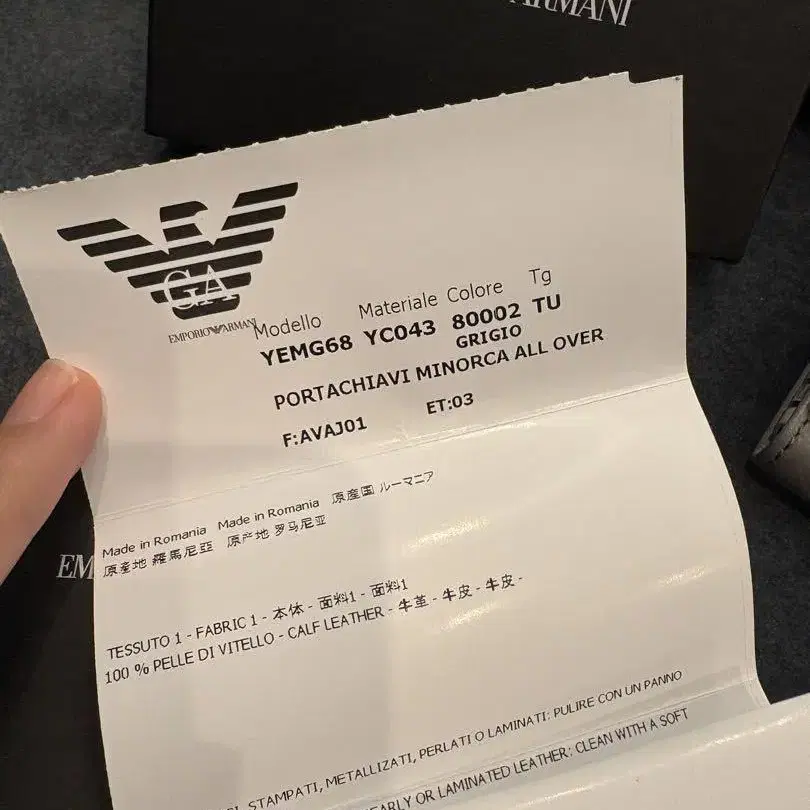 ARMANI
GA
EMPORIO ARMANI
Modello Materiale Colore Tg
YEMG68 YC043 80002 TU
GRIGIO
PORTACHIAVI MINORCA ALL OVER
F:AVAJ01 ET:03
Made in Romania Made in Romania 原産国 ルーマニア
原產地 羅馬尼亞 原产地 罗马尼亚
EM
TESSUTO 1 - FABRIC 1 - 本体 - 面料1 - 面料1
100 % PELLE DI VITELLO - CALF LEATHER - 牛革 - 牛皮 - 牛皮 -
STAMPATI, METALLIZZATI, PERLATI O LAMINATI: PULIRE CON UN PANNO
OR LAMINATED LEATHER: CLEAN WITH A SOFT